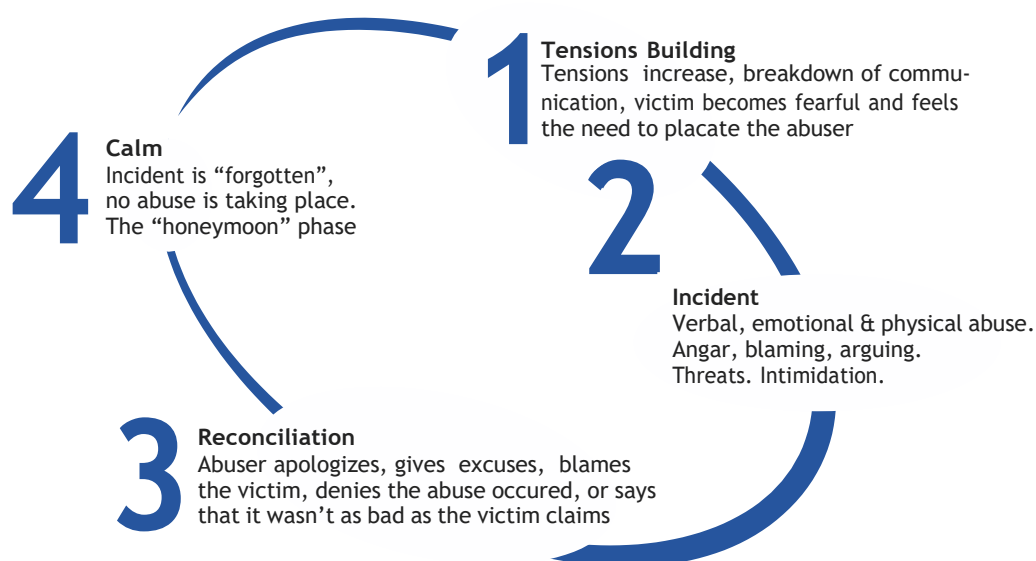 1
Tensions Building
Tensions increase, breakdown of commu-
nication, victim becomes fearful and feels
the need to placate the abuser
2
Incident
Verbal, emotional & physical abuse.
Angar, blaming, arguing.
Threats. Intimidation.
3
Reconciliation
Abuser apologizes, gives excuses, blames
the victim, denies the abuse occured, or says
that it wasn’t as bad as the victim claims
4
Calm
Incident is “forgotten”,
no abuse is taking place.
The “honeymoon” phase